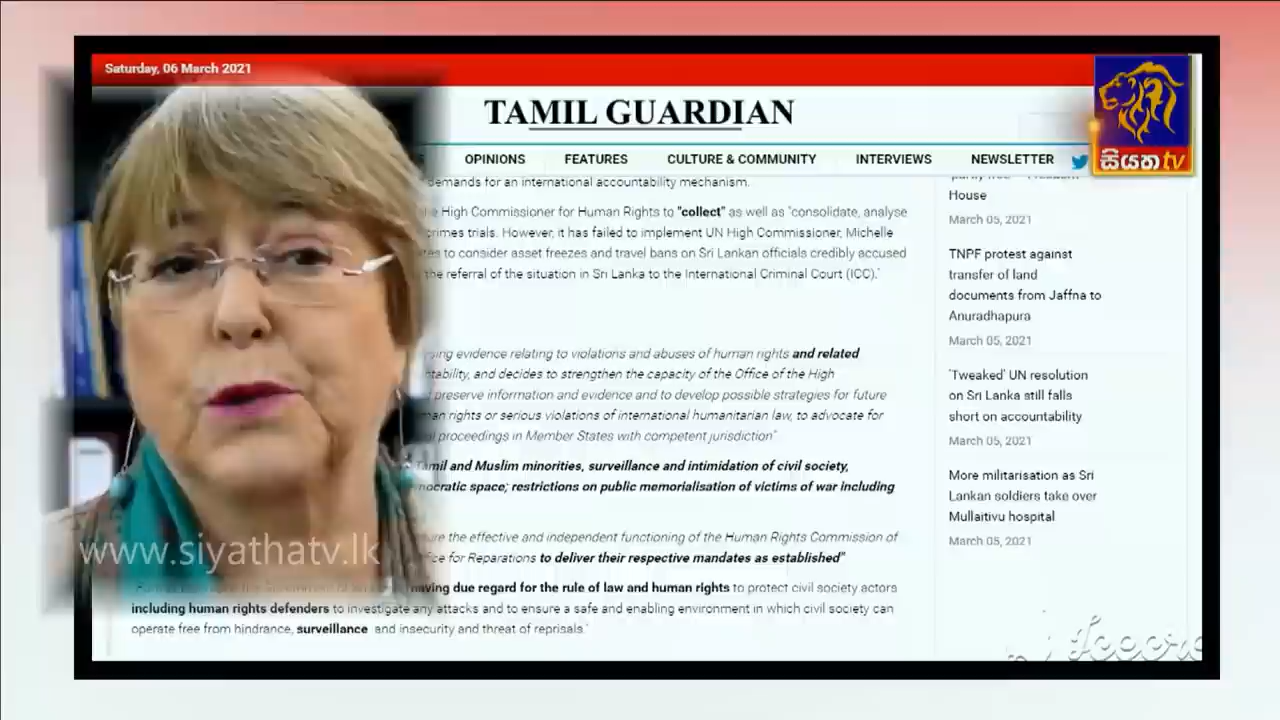 Saturday, 06 March 2021
සියත tv
TAMIL GUARDIAN
OPINIONS FEATURES CULTURE & COMMUNITY INTERVIEWS NEWSLETTER
demands for an international accountability mechanism.
High Commissioner for Human Rights to "collect" as well as "consolidate, analyse
crimes trials. However, it has failed to implement UN High Commissioner, Michelle
to consider asset freezes and travel bans on Sri Lankan officials credibly accused
the referral of the situation in Sri Lanka to the International Criminal Court (ICC).'
evidence relating to violations and abuses of human rights and related
and decides to strengthen the capacity of the Office of the High
preserve information and evidence and to develop possible strategies for future
rights or serious violations of international humanitarian law, to advocate for
proceedings in Member States with competent jurisdiction"
Tamil and Muslim minorities, surveillance and intimidation of civil society,
space; restrictions on public memorialisation of victims of war including
the effective and independent functioning of the Human Rights Commission of
for Reparations to deliver their respective mandates as established"
having due regard for the rule of law and human rights to protect civil society actors
including human rights defenders to investigate any attacks and to ensure a safe and enabling environment in which civil society can
operate free from hindrance, surveillance and insecurity and threat of reprisals.'
House
March 05, 2021
TNPF protest against
transfer of land
documents from Jaffna to
Anuradhapura
March 05, 2021
'Tweaked' UN resolution
on Sri Lanka still falls
short on accountability
March 05, 2021
More militarisation as Sri
Lankan soldiers take over
Mullaitivu hospital
March 05, 2021
www.siyathatv.lk